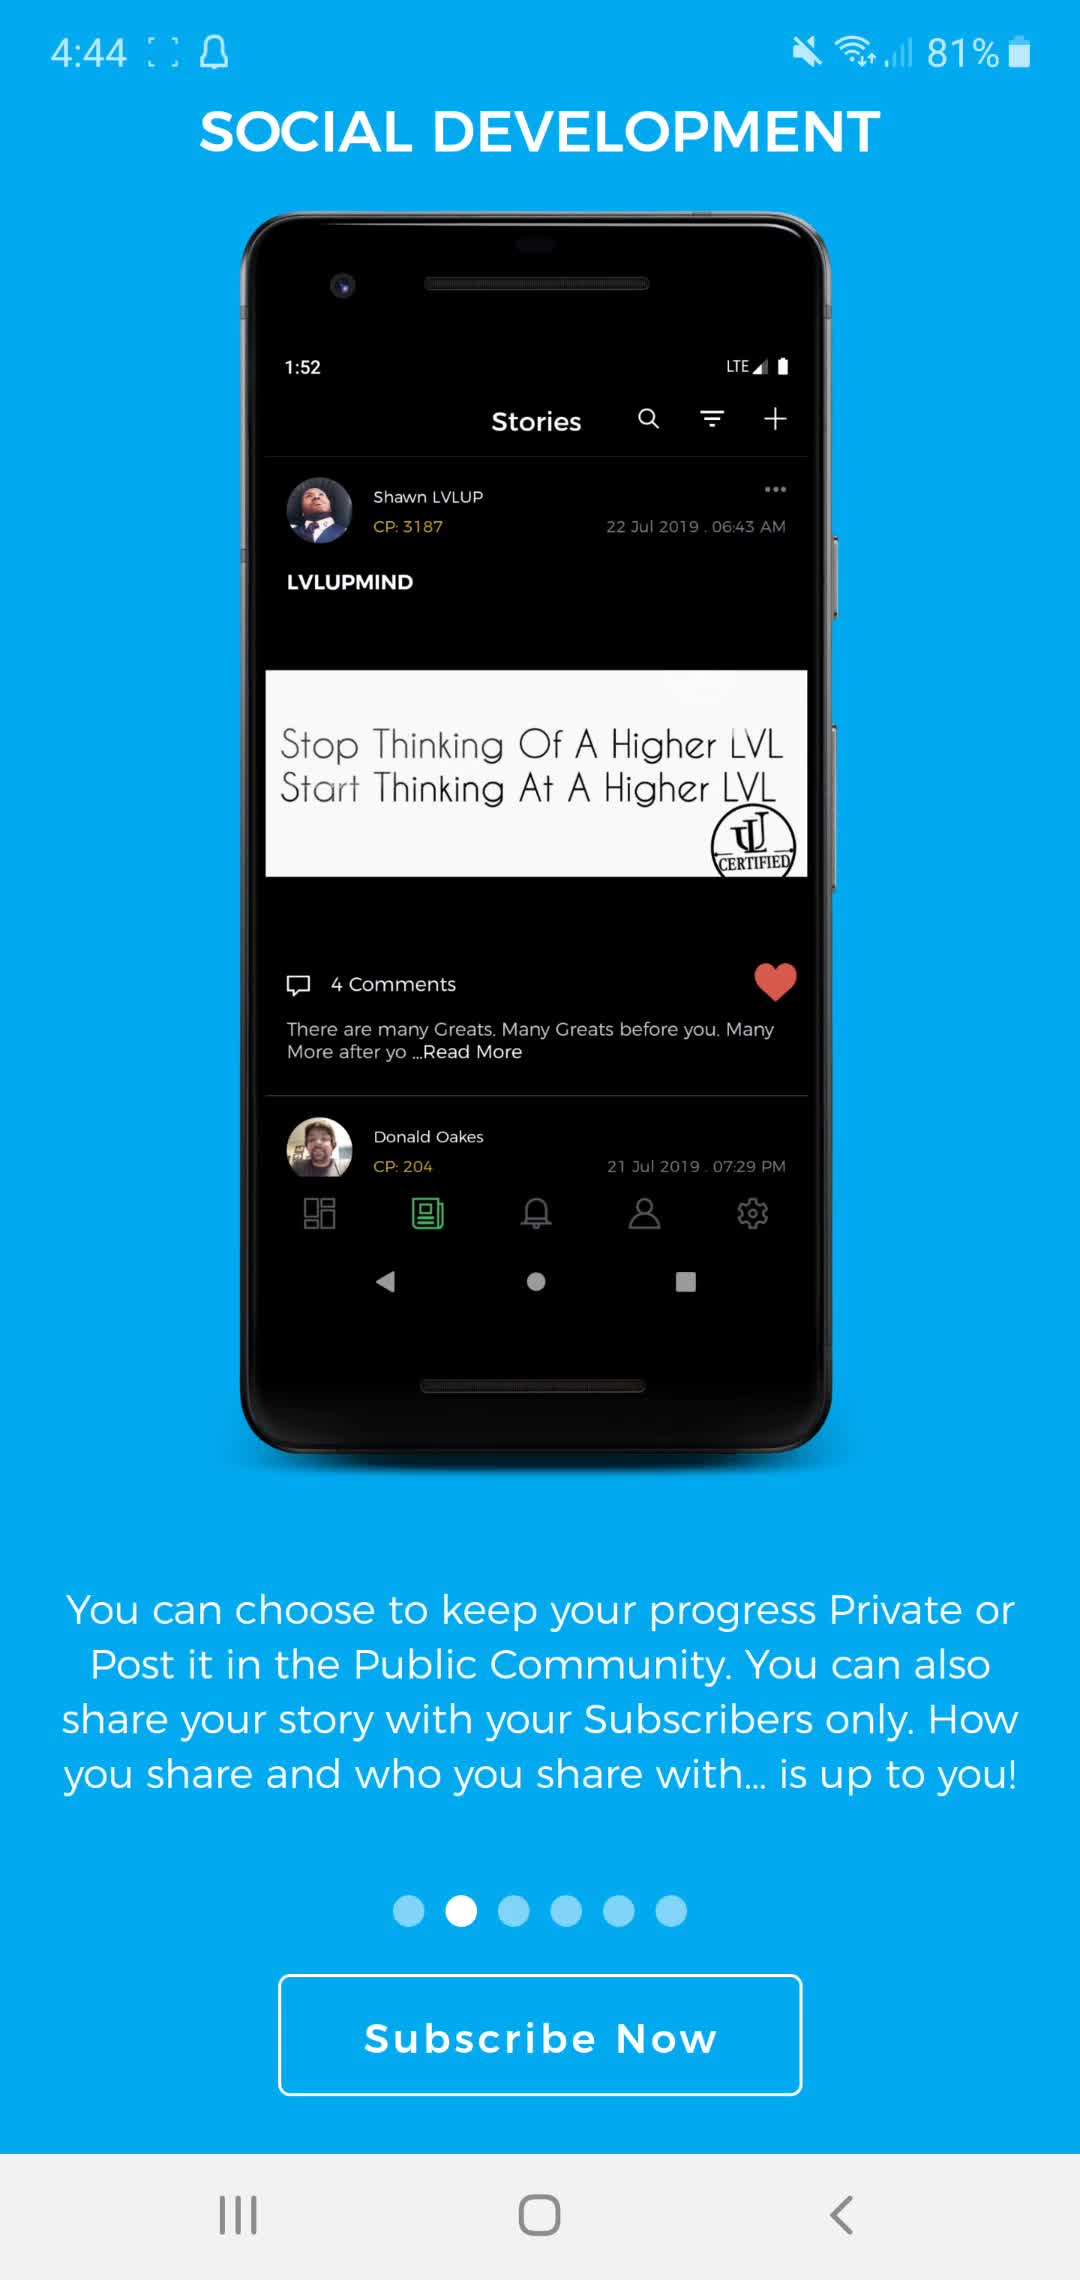 4:44
81%
SOCIAL DEVELOPMENT
1:52
LTE
Stories
Shawn LVLUP
CP: 3187
22 Jul 2019 . 06:43 AM
LVLUPMIND
Stop Thinking Of A Higher LVL
Start Thinking At A Higher LVL
CERTIFIED
4 Comments
There are many Greats. Many Greats before you. Many
More after yo ...Read More
Donald Oakes
CP: 204
21 Jul 2019 . 07:29 PM
You can choose to keep your progress Private or
Post it in the Public Community. You can also
share your story with your Subscribers only. How
you share and who you share with... is up to you!
Subscribe Now